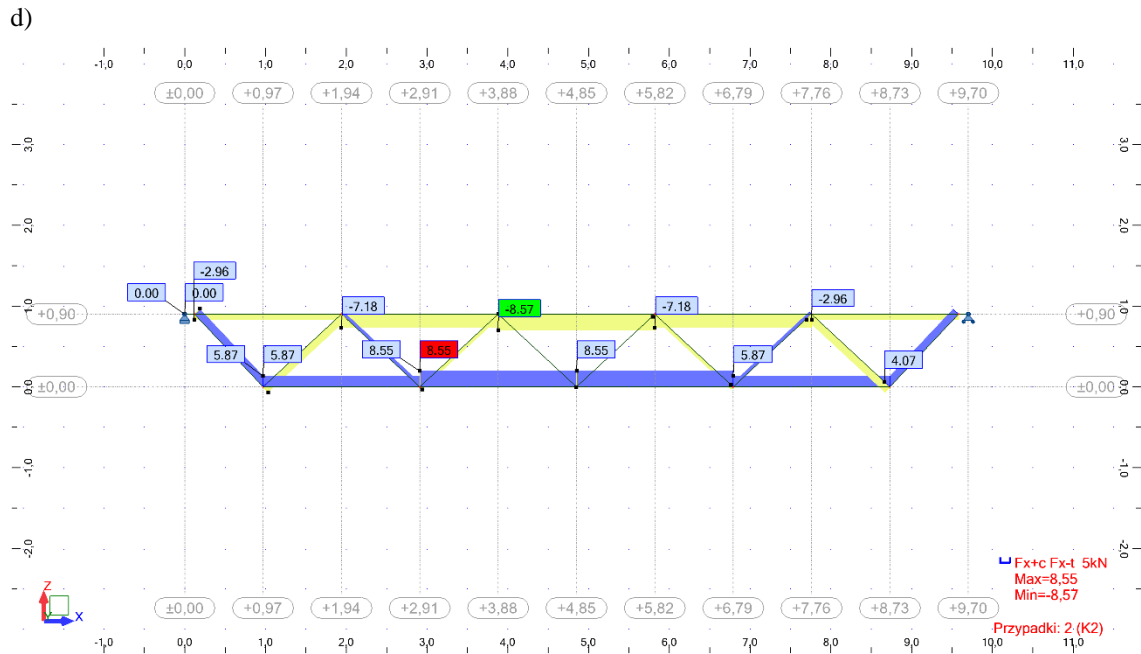 d)
-1,0 0,0 1,0 2,0 3,0 4,0 5,0 6,0 7,0 8,0 9,0 10,0 11,0
±0,00 +0,97 +1,94 +2,91 +3,88 +4,85 +5,82 +6,79 +7,76 +8,73 +9,70
3,0 3,0
2,0 2,0
-2.96 -2.96
0.00 0.00 -7.18 -8.57 -7.18
+0,90 1,0 1,0 +0,90
5.87 5.87 8.55 8.55 8.55 5.87 4.07
±0,00 0,0 0,0 ±0,00
-1,0 -1,0
-2,0 -2,0
Fx+c Fx-t 5kN
Max=8,55
Min=-8,57
Z
Y X
±0,00 +0,97 +1,94 +2,91 +3,88 +4,85 +5,82 +6,79 +7,76 +8,73 +9,70
Przypadki: 2 (K2)
-1,0 0,0 1,0 2,0 3,0 4,0 5,0 6,0 7,0 8,0 9,0 10,0 11,0